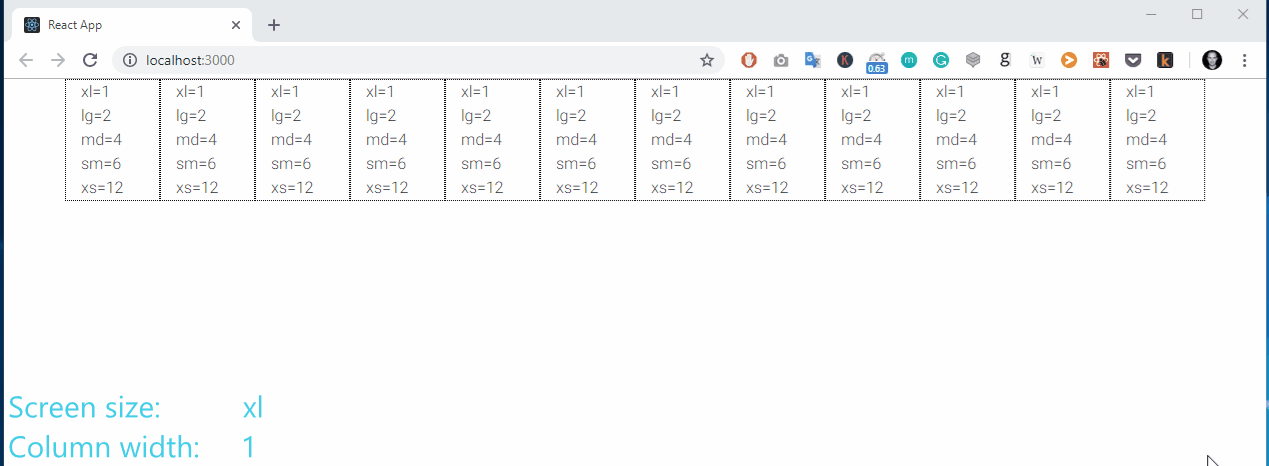 React App
localhost:3000
K 0.63 m G g W k
xl=1 xl=1 xl=1 xl=1 xl=1 xl=1 xl=1 xl=1 xl=1 xl=1 xl=1 xl=1
lg=2 lg=2 lg=2 lg=2 lg=2 lg=2 lg=2 lg=2 lg=2 lg=2 lg=2 lg=2
md=4 md=4 md=4 md=4 md=4 md=4 md=4 md=4 md=4 md=4 md=4 md=4
sm=6 sm=6 sm=6 sm=6 sm=6 sm=6 sm=6 sm=6 sm=6 sm=6 sm=6 sm=6
xs=12 xs=12 xs=12 xs=12 xs=12 xs=12 xs=12 xs=12 xs=12 xs=12 xs=12 xs=12
Screen size: xl
Column width: 1